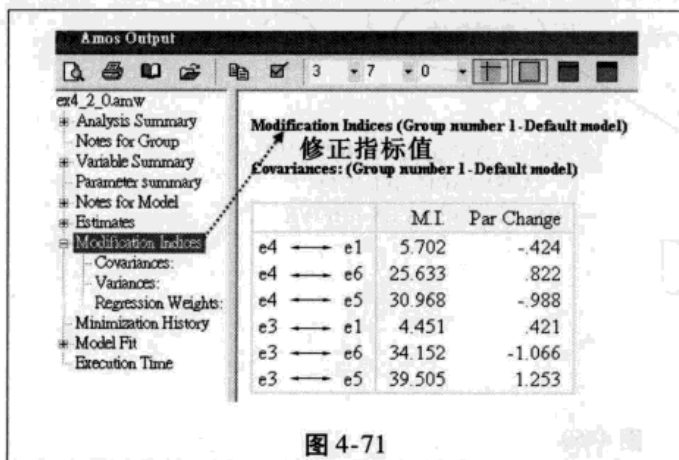 Amos Output
3 7 0
ex4_2_0.amw
Analysis Summary
Notes for Group
Variable Summary
Parameter summary
Notes for Model
Estimates
Modification Indices
Covariances:
Variances:
Regression Weights:
Minimization History
Model Fit
Execution Time
Modification Indices (Group number 1 - Default model)
修正指标值
Covariances: (Group number 1 - Default model)
M.I. Par Change
e4 ⟷ e1 5.702 -.424
e4 ⟷ e6 25.633 .822
e4 ⟷ e5 30.968 -.988
e3 ⟷ e1 4.451 .421
e3 ⟷ e6 34.152 -1.066
e3 ⟷ e5 39.505 1.253
图 4-71